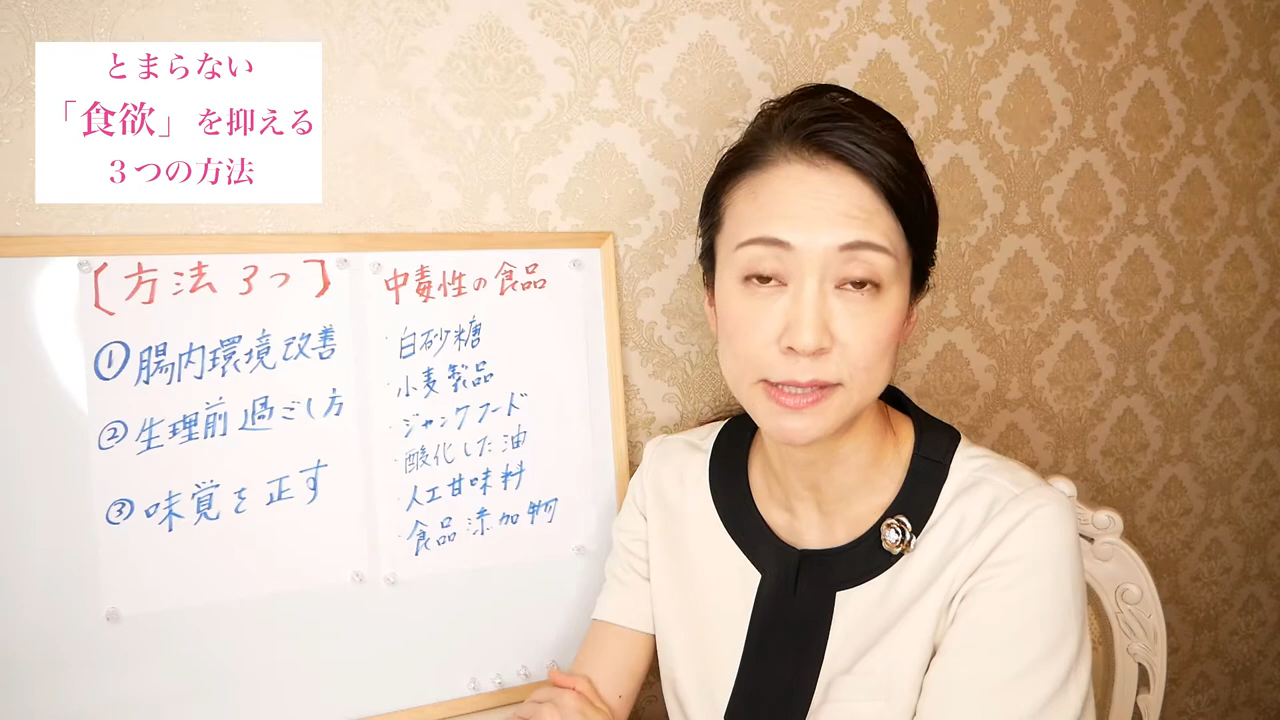 とまらない
「食欲」を抑える
３つの方法
〔方法3つ〕
①腸内環境改善
②生理前過ごし方
③味覚を正す
中毒性の食品
・白砂糖
・小麦製品
・ジャンクフード
・酸化した油
・人工甘味料
・食品添加物